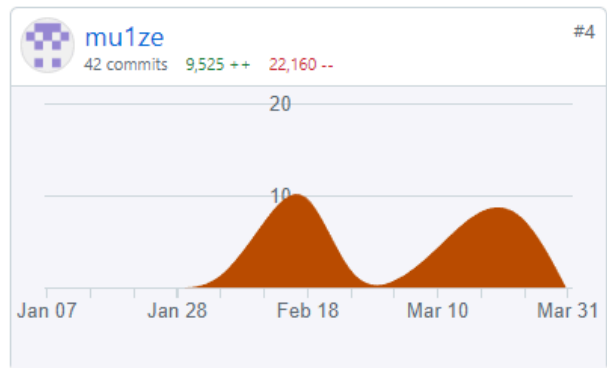 mu1ze
#4
42 commits 9,525 ++ 22,160 --
20
10
Jan 07 Jan 28 Feb 18 Mar 10 Mar 31